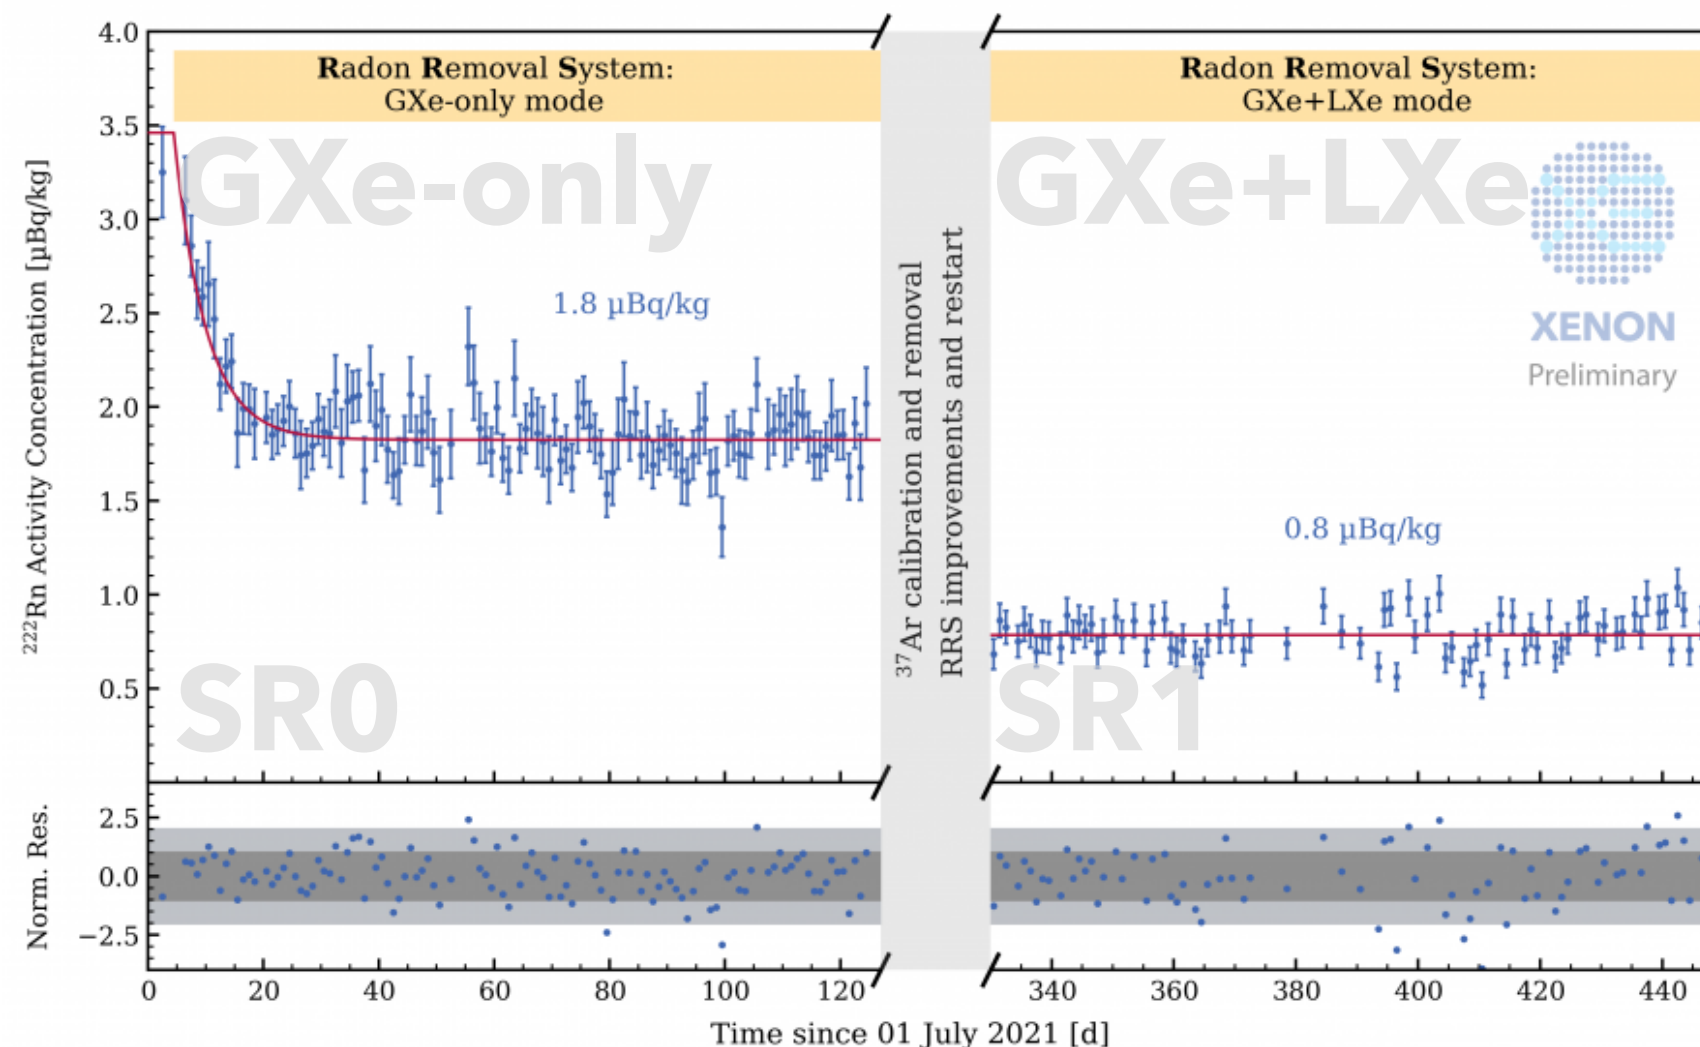 4.0
Radon Removal System:
GXe-only mode
Radon Removal System:
GXe+LXe mode
3.5
GXe-only
GXe+LXe
3.0
XENON
Preliminary
2.5
1.8 µBq/kg
2.0
1.5
0.8 µBq/kg
1.0
0.5
SR0
SR1
²²²Rn Activity Concentration [µBq/kg]
³⁷Ar calibration and removal
RRS improvements and restart
Norm. Res.
2.5
0.0
−2.5
0 20 40 60 80 100 120 340 360 380 400 420 440
Time since 01 July 2021 [d]